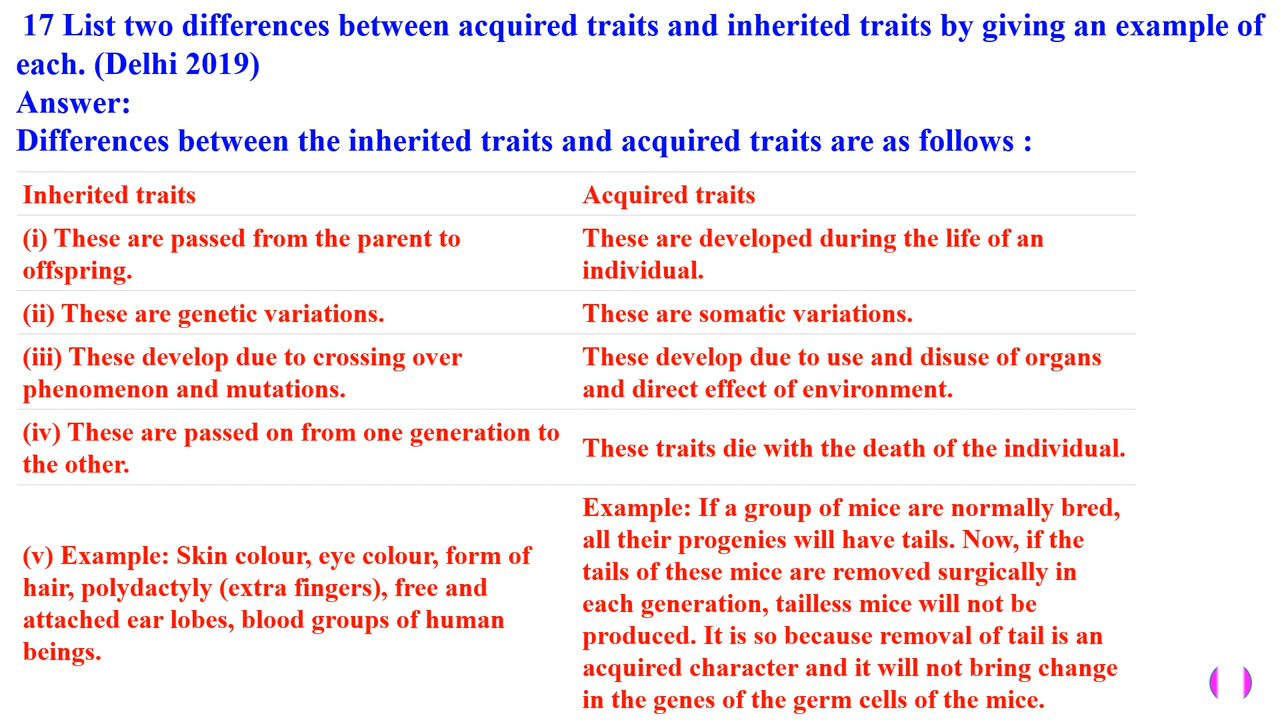 17 List two differences between acquired traits and inherited traits by giving an example of
each. (Delhi 2019)
Answer:
Differences between the inherited traits and acquired traits are as follows :
Inherited traits
Acquired traits
(i) These are passed from the parent to
offspring.
These are developed during the life of an
individual.
(ii) These are genetic variations.
These are somatic variations.
(iii) These develop due to crossing over
phenomenon and mutations.
These develop due to use and disuse of organs
and direct effect of environment.
(iv) These are passed on from one generation to
the other.
These traits die with the death of the individual.
(v) Example: Skin colour, eye colour, form of
hair, polydactyly (extra fingers), free and
attached ear lobes, blood groups of human
beings.
Example: If a group of mice are normally bred,
all their progenies will have tails. Now, if the
tails of these mice are removed surgically in
each generation, tailless mice will not be
produced. It is so because removal of tail is an
acquired character and it will not bring change
in the genes of the germ cells of the mice.